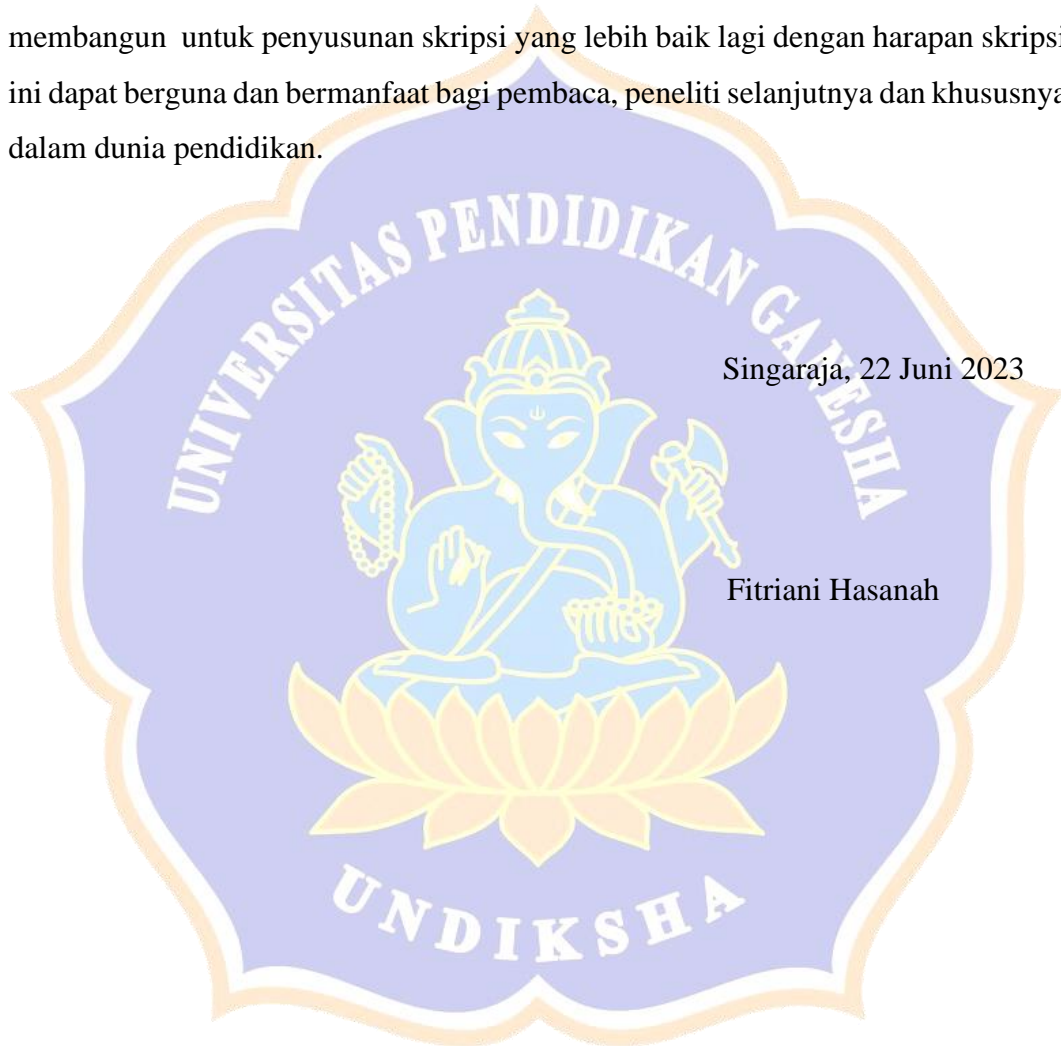 membangun  untuk penyusunan skripsi yang lebih baik lagi dengan harapan skripsi
ini dapat berguna dan bermanfaat bagi pembaca, peneliti selanjutnya dan khususnya
dalam dunia pendidikan.
UNIVERSITAS PENDIDIKAN GANESHA
Singaraja, 22 Juni 2023
Fitriani Hasanah
UNDIKSHA